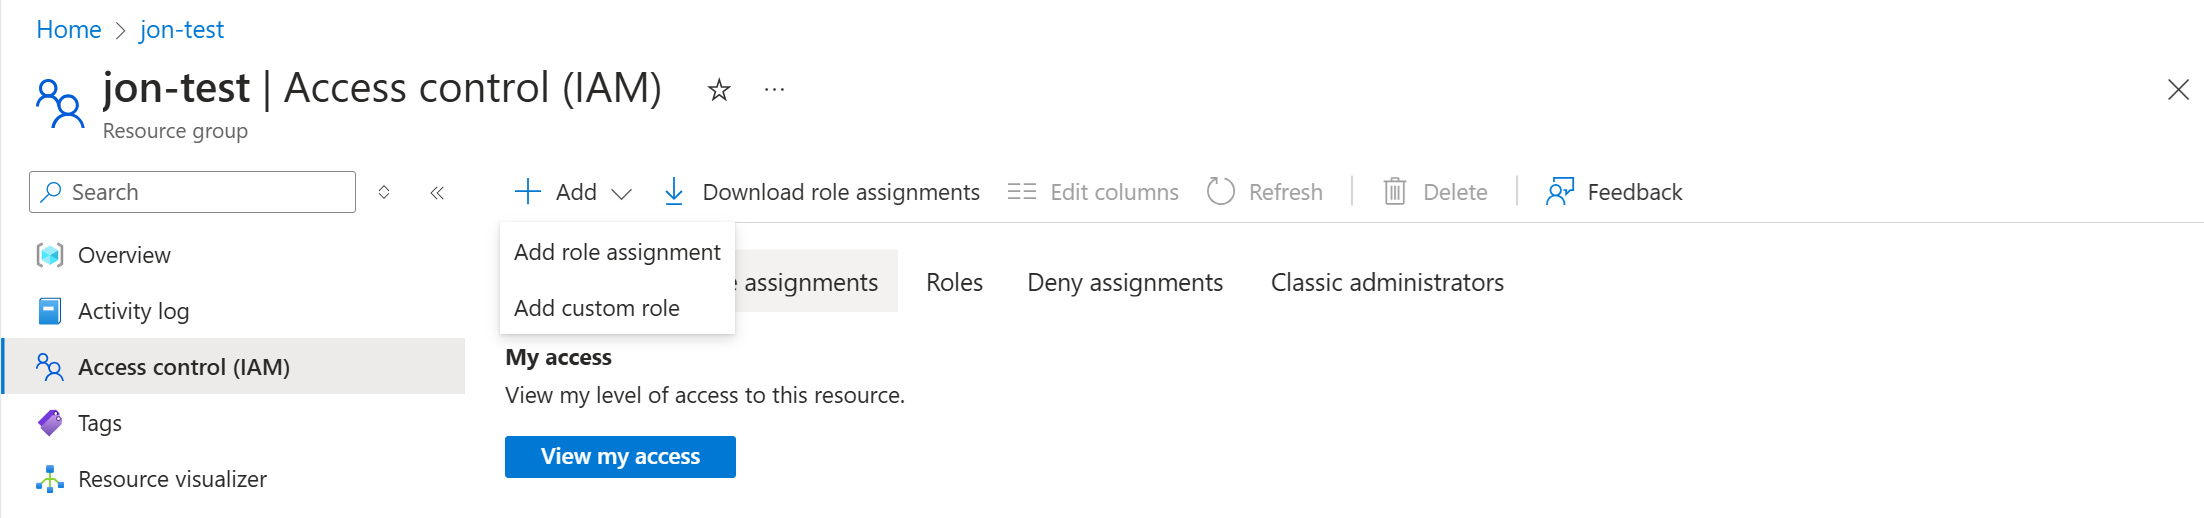 Home > jon-test
jon-test | Access control (IAM)
Resource group
Search
Add
Download role assignments
Edit columns
Refresh
Delete
Feedback
Add role assignment
Add custom role
assignments
Roles
Deny assignments
Classic administrators
Overview
Activity log
Access control (IAM)
Tags
Resource visualizer
My access
View my level of access to this resource.
View my access